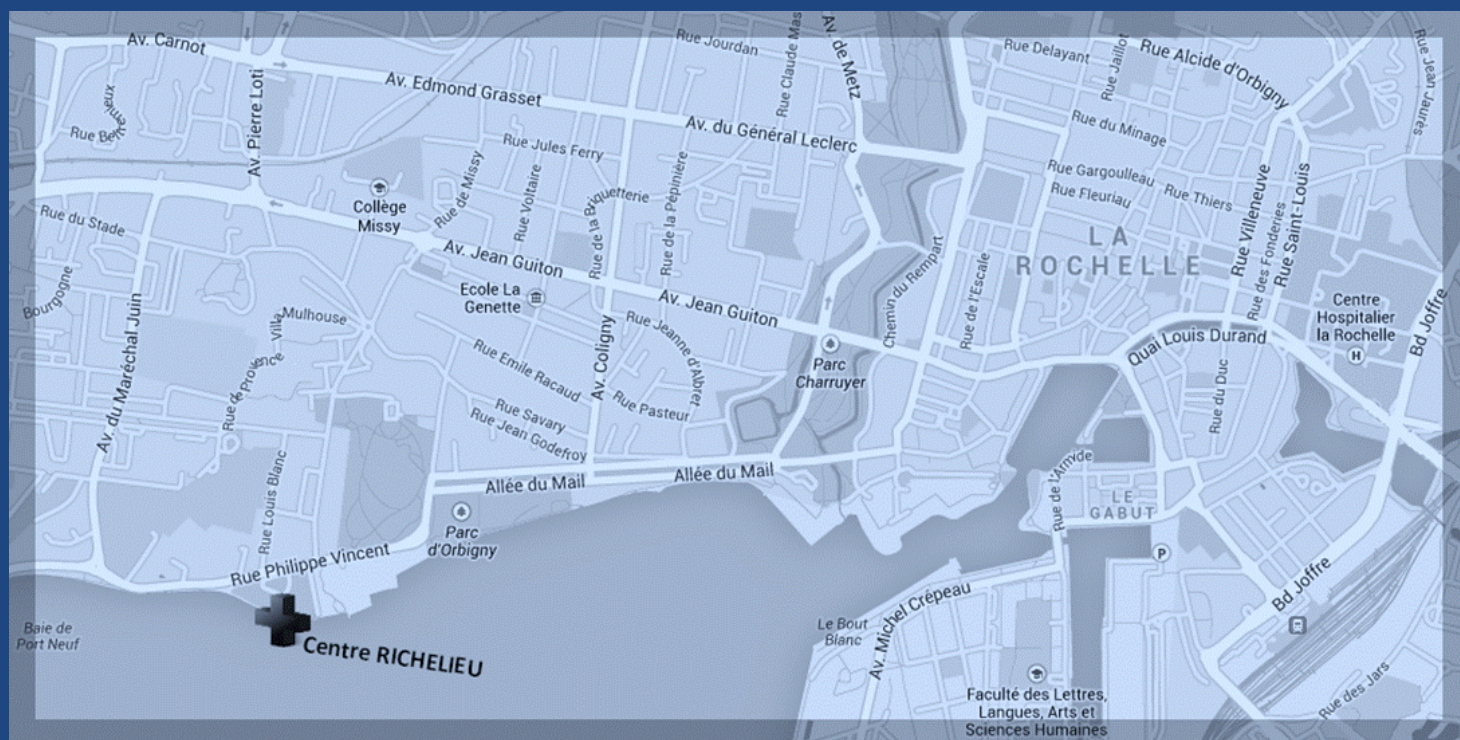 Av. Carnot
Av. Pierre Loti
Av. Edmond Grasset
Rue Jourdan
Rue Claude Mas
Av. de Metz
Rue Delayant
Rue Jaillot
Rue Alcide d'Orbigny
Rue Jean Jaurès
Rue Jules Ferry
Av. du Général Leclerc
Rue du Minage
Collège
Missy
Rue de Missy
Rue Voltaire
Rue de la Briquetterie
Rue de la Pépinière
Rue Gargoulleau
Rue Fleuriau
Rue Thiers
Rue Villeneuve
Rue des Fonderies
Rue Saint-Louis
Rue du Stade
Av. Jean Guiton
LA
ROCHELLE
Bourgogne
Av. du Maréchal Juin
Mulhouse
Villa
Rue de Provence
Ecole La
Genette
Av. Jean Guiton
Chemin du Rempart
Rue de l'Escale
Centre
Hospitalier
la Rochelle
H
Bd Joffre
Rue Jeanne d'Albret
Av. Coligny
Rue Emile Racaud
Rue Pasteur
Rue Savary
Rue Jean Godefroy
Parc
Charruyer
Quai Louis Durand
Rue du Duc
Rue Louis Blanc
Allée du Mail
Allée du Mail
Rue de l'Armide
LE
GABUT
Parc
d'Orbigny
P
Rue Philippe Vincent
Bd Joffre
Baie de
Port Neuf
Centre RICHELIEU
Le Bout
Blanc
Av. Michel Crépeau
Faculté des Lettres,
Langues, Arts et
Sciences Humaines
Rue des Jars